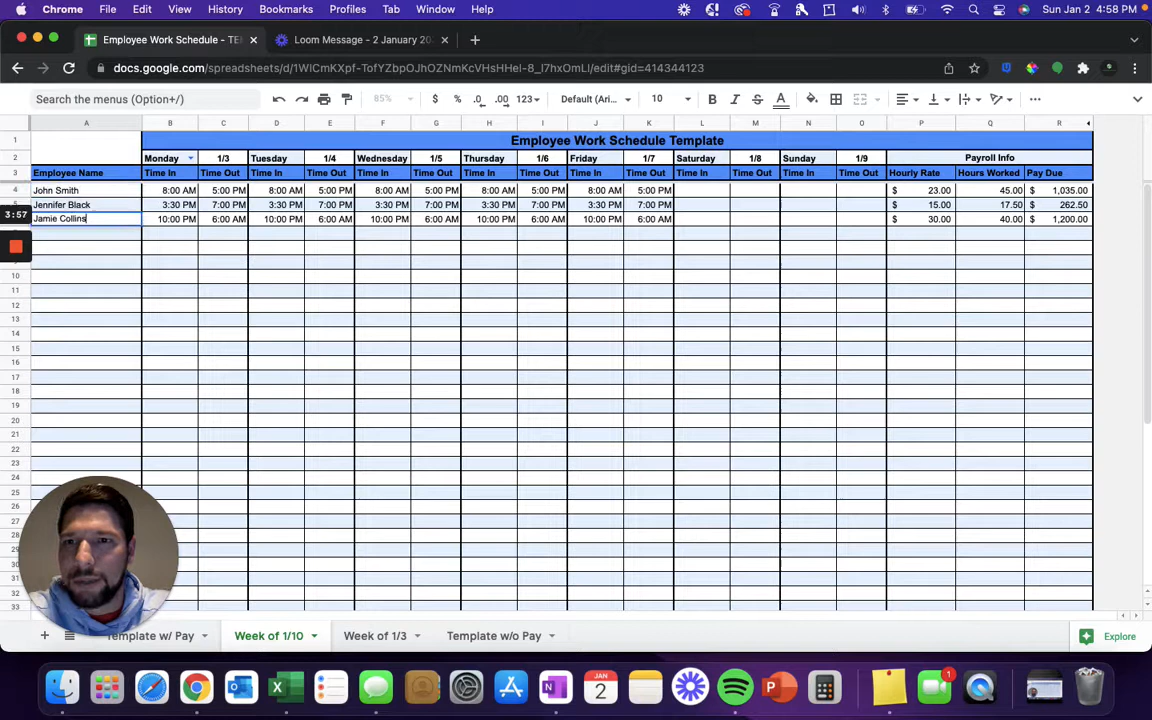 Chrome File Edit View History Bookmarks Profiles Tab Window Help Sun Jan 2 4:58 PM
Employee Work Schedule - TE Loom Message - 2 January 20
docs.google.com/spreadsheets/d/
Search the menus (Option+/) 85% $ % .0 .00 123 Default (Ari... 10 B I S A
A B C D E F G H I J K L M N O P Q R
1 Employee Work Schedule Template
2 Monday 1/3 Tuesday 1/4 Wednesday 1/5 Thursday 1/6 Friday 1/7 Saturday 1/8 Sunday 1/9 Payroll Info
3 Employee Name Time In Time Out Time In Time Out Time In Time Out Time In Time Out Time In Time Out Time In Time Out Time In Time Out Hourly Rate Hours Worked Pay Due
4 John Smith 8:00 AM 5:00 PM 8:00 AM 5:00 PM 8:00 AM 5:00 PM 8:00 AM 5:00 PM 8:00 AM 5:00 PM $ 23.00 45.00 $ 1,035.00
Jennifer Black 3:30 PM 7:00 PM 3:30 PM 7:00 PM 3:30 PM 7:00 PM 3:30 PM 7:00 PM 3:30 PM 7:00 PM $ 15.00 17.50 $ 262.50
3:57
Jamie Collins 10:00 PM 6:00 AM 10:00 PM 6:00 AM 10:00 PM 6:00 AM 10:00 PM 6:00 AM 10:00 PM 6:00 AM $ 30.00 40.00 $ 1,200.00
10
11
12
13
14
15
16
17
18
19
20
21
22
23
24
25
26
27
28
29
30
31
32
33
Template w/ Pay Week of 1/10 Week of 1/3 Template w/o Pay Explore
JAN
2
1